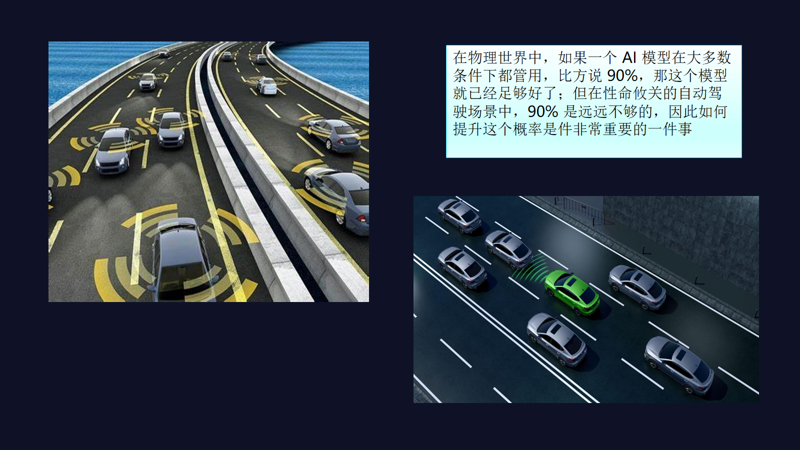 在物理世界中，如果一个 AI 模型在大多数
条件下都管用，比方说 90%，那这个模型
就已经足够好了；但在性命攸关的自动驾
驶场景中，90% 是远远不够的，因此如何
提升这个概率是件非常重要的一件事